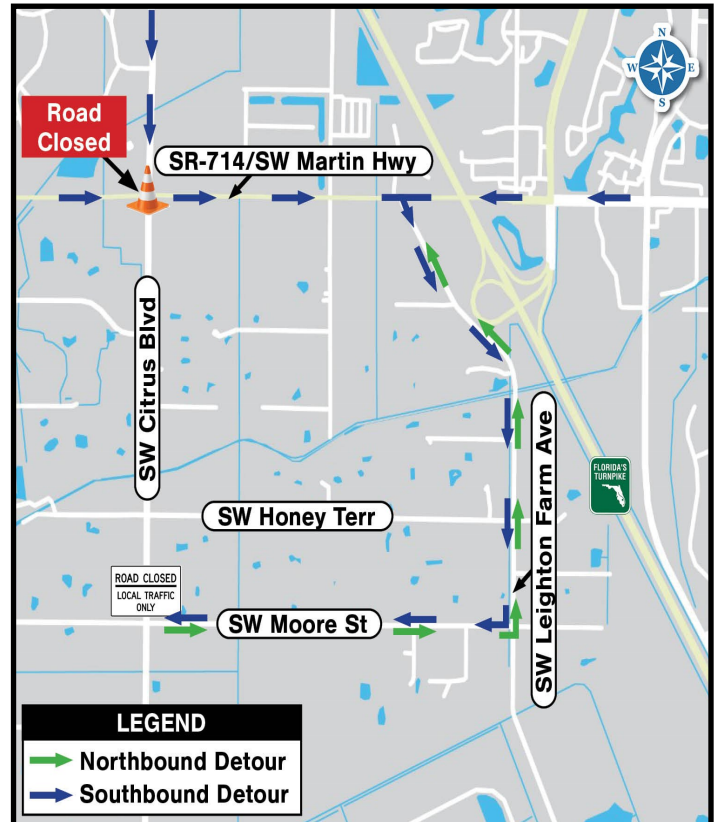 N
W
E
S
Road
Closed
SR-714/SW Martin Hwy
SW Citrus Blvd
SW Leighton Farm Ave
FLORIDA'S
TURNPIKE
SW Honey Terr
ROAD CLOSED
LOCAL TRAFFIC
ONLY
SW Moore St
LEGEND
Northbound Detour
Southbound Detour